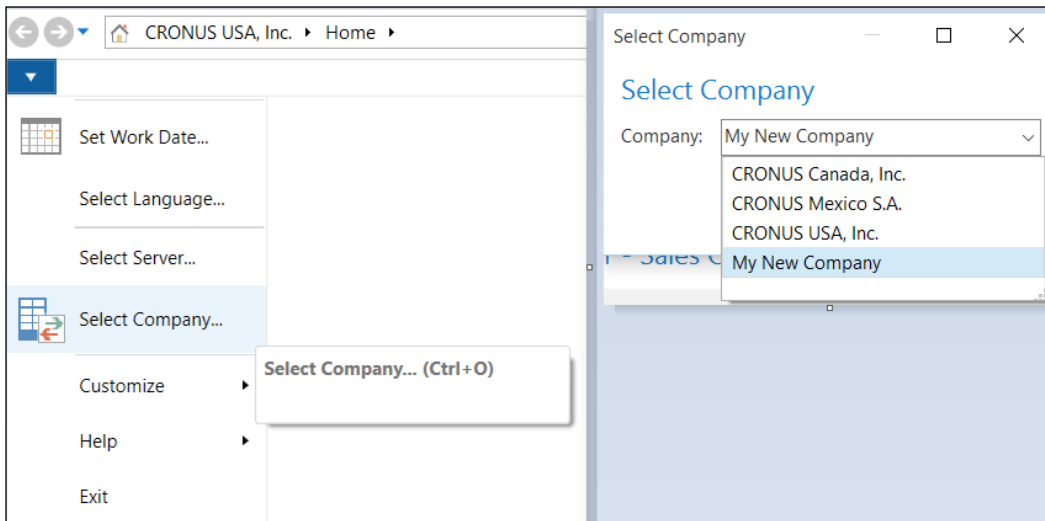 CRONUS USA, Inc. Home
Set Work Date...
Select Language...
Select Server...
Select Company...
Select Company... (Ctrl+O)
Customize
Help
Exit
Select Company
Select Company
Company: My New Company
CRONUS Canada, Inc.
CRONUS Mexico S.A.
CRONUS USA, Inc.
My New Company
- Sales